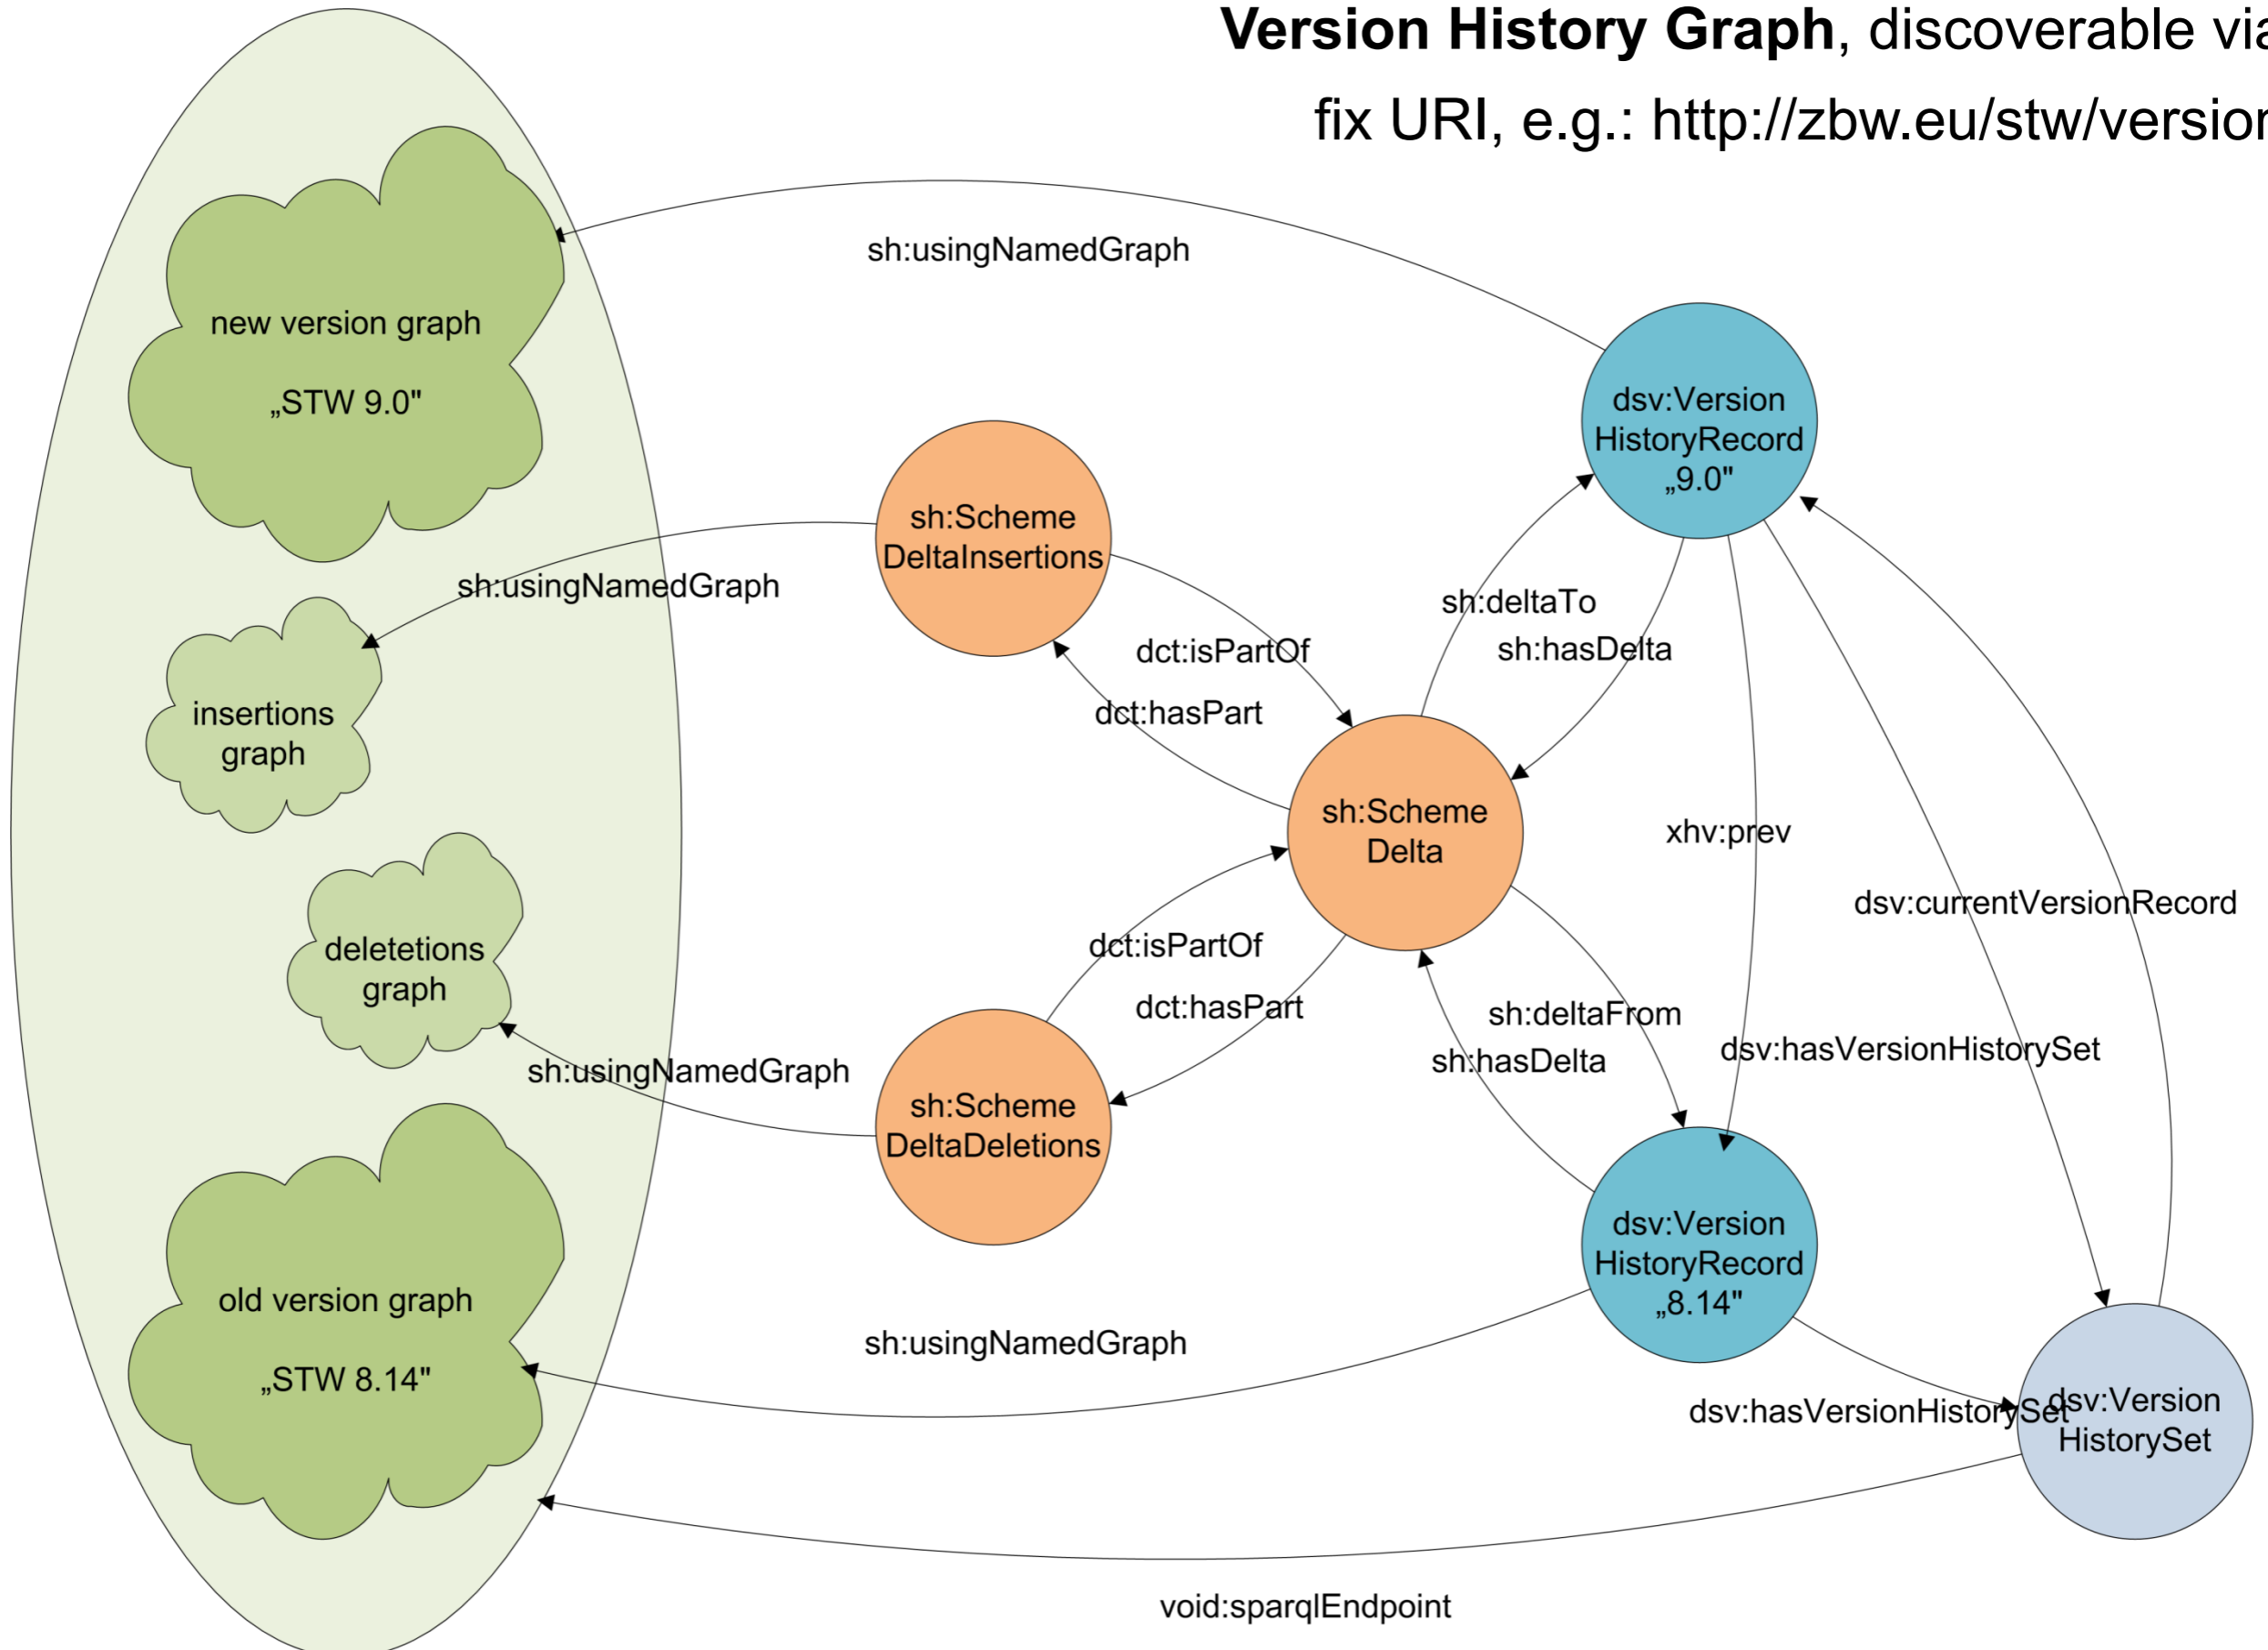 Version History Graph, discoverable via
fix URI, e.g.: http://zbw.eu/stw/version
sh:usingNamedGraph
new version graph
„STW 9.0"
dsv:Version
HistoryRecord
„9.0"
sh:Scheme
DeltaInsertions
sh:usingNamedGraph
sh:deltaTo
dct:isPartOf
sh:hasDelta
dct:hasPart
insertions
graph
sh:Scheme
Delta
xhv:prev
dsv:currentVersionRecord
deletetions
graph
dct:isPartOf
dct:hasPart
sh:deltaFrom
sh:hasDelta
dsv:hasVersionHistorySet
sh:usingNamedGraph
sh:Scheme
DeltaDeletions
dsv:Version
HistoryRecord
„8.14"
old version graph
„STW 8.14"
sh:usingNamedGraph
dsv:hasVersionHistorySet
dsv:Version
HistorySet
void:sparqlEndpoint